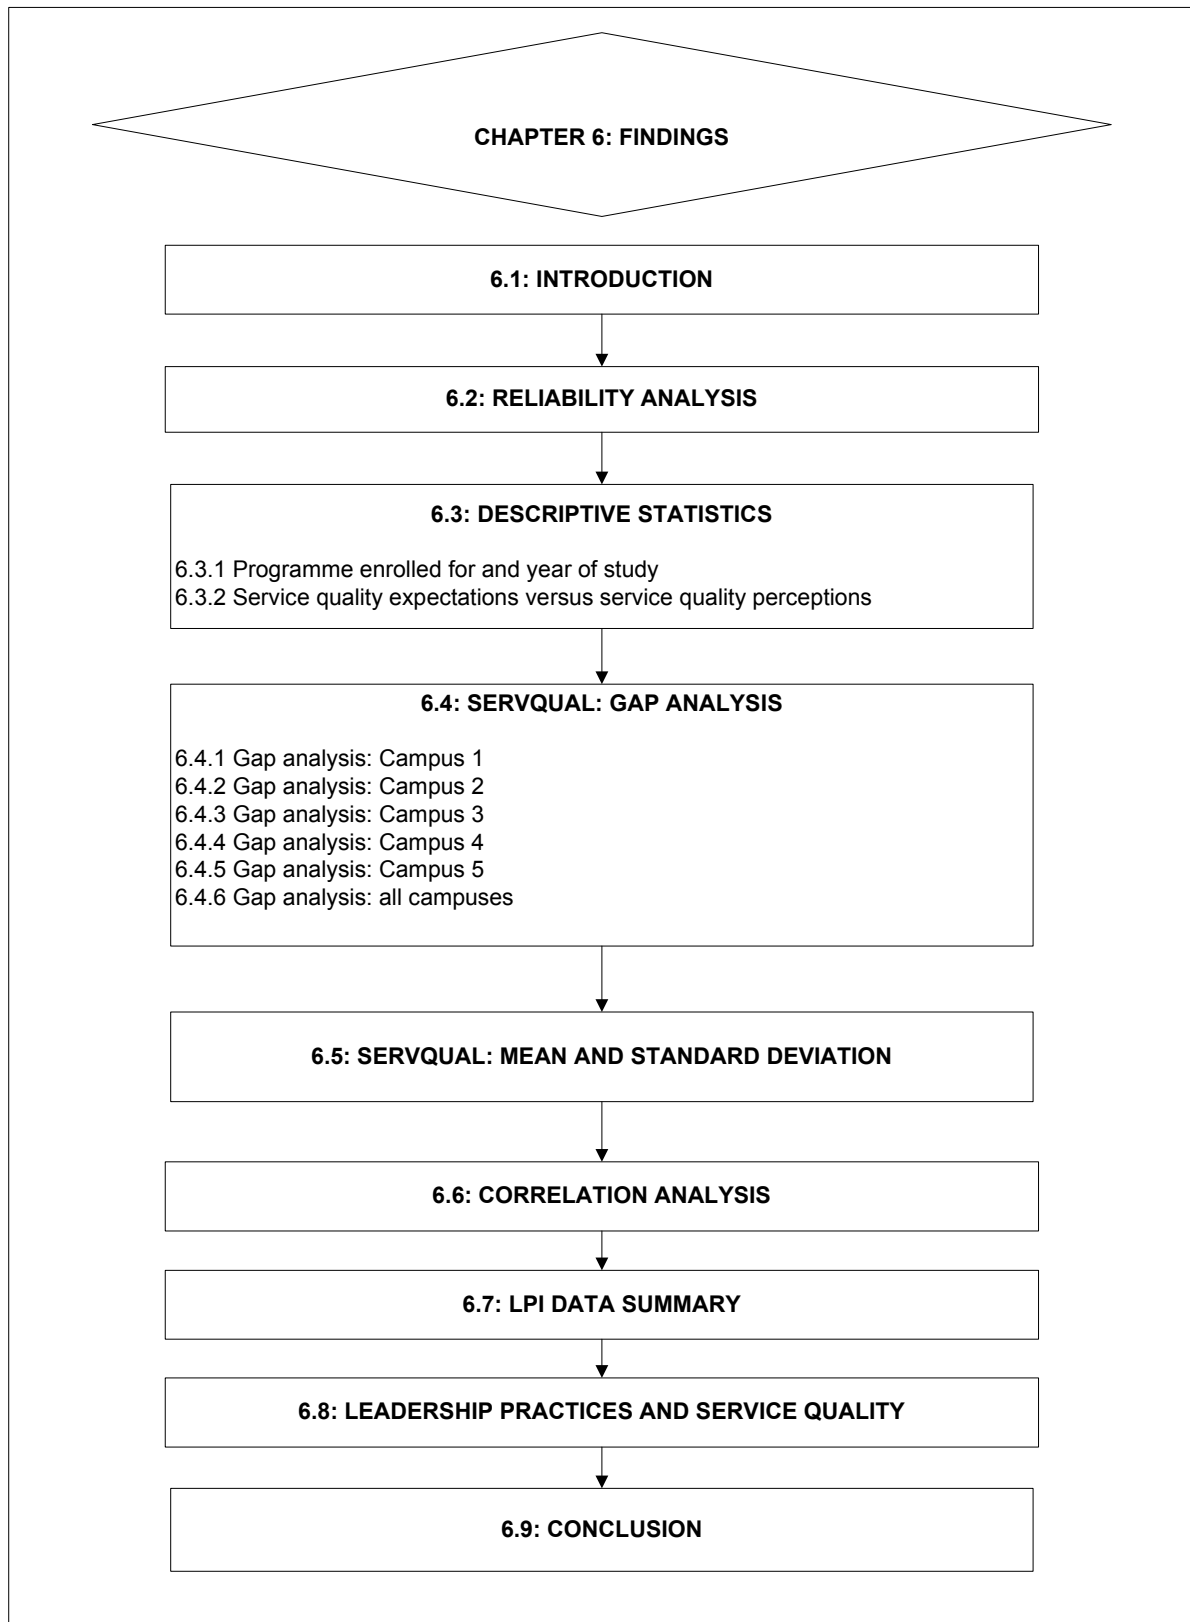 CHAPTER 6: FINDINGS
6.1: INTRODUCTION
6.2: RELIABILITY ANALYSIS
6.3: DESCRIPTIVE STATISTICS
6.3.1 Programme enrolled for and year of study
6.3.2 Service quality expectations versus service quality perceptions
6.4: SERVQUAL: GAP ANALYSIS
6.4.1 Gap analysis: Campus 1
6.4.2 Gap analysis: Campus 2
6.4.3 Gap analysis: Campus 3
6.4.4 Gap analysis: Campus 4
6.4.5 Gap analysis: Campus 5
6.4.6 Gap analysis: all campuses
6.5: SERVQUAL: MEAN AND STANDARD DEVIATION
6.6: CORRELATION ANALYSIS
6.7: LPI DATA SUMMARY
6.8: LEADERSHIP PRACTICES AND SERVICE QUALITY
6.9: CONCLUSION